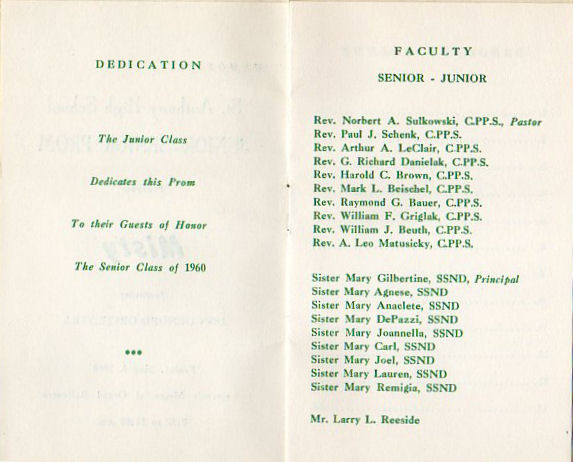 DEDICATION
The Junior Class
Dedicates this Prom
To their Guests of Honor
The Senior Class of 1960
***
FACULTY
SENIOR - JUNIOR
Rev. Norbert A. Sulkowski, C.PP.S., Pastor
Rev. Paul J. Schenk, C.PP.S.
Rev. Arthur A. LeClair, C.PP.S.
Rev. G. Richard Danielak, C.PP.S.
Rev. Harold C. Brown, C.PP.S.
Rev. Mark L. Beischel, C.PP.S.
Rev. Raymond G. Bauer, C.PP.S.
Rev. William F. Griglak, C.PP.S.
Rev. William J. Beuth, C.PP.S.
Rev. A. Leo Matusicky, C.PP.S.
Sister Mary Gilbertine, SSND, Principal
Sister Mary Agnese, SSND
Sister Mary Anaclete, SSND
Sister Mary DePazzi, SSND
Sister Mary Joannella, SSND
Sister Mary Carl, SSND
Sister Mary Joel, SSND
Sister Mary Lauren, SSND
Sister Mary Remigia, SSND
Mr. Larry L. Reeside